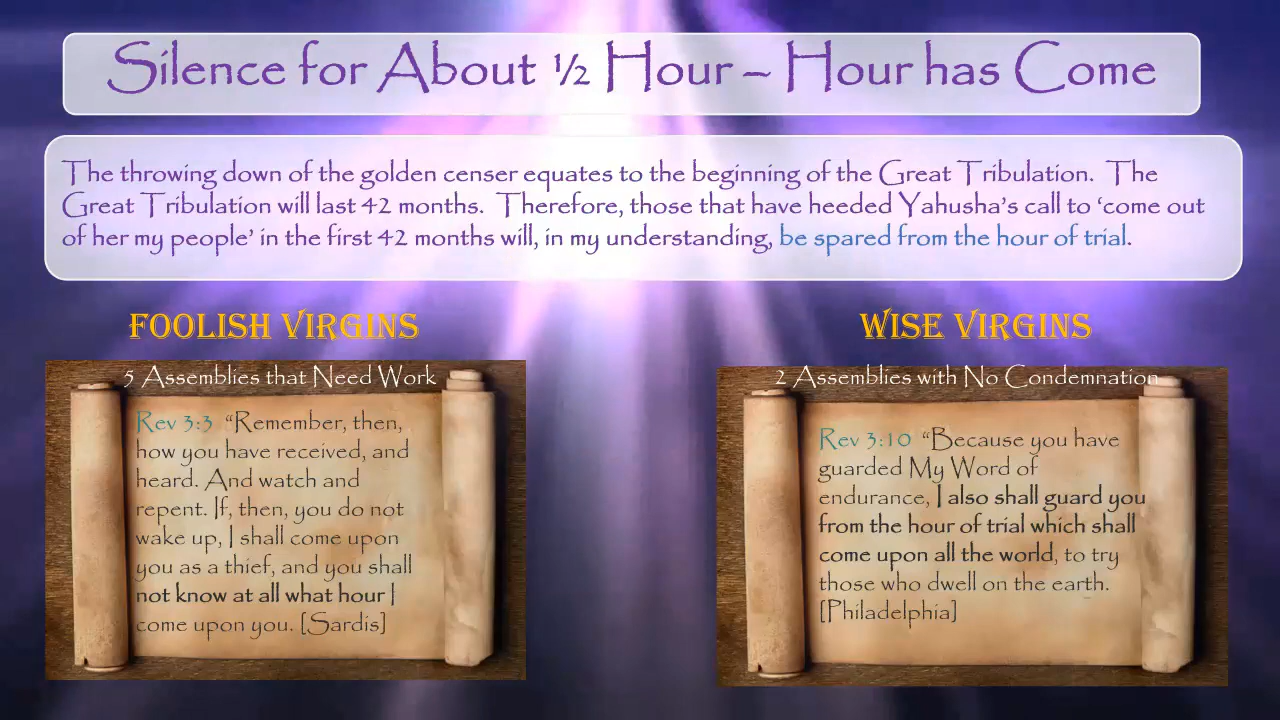 Silence for About ½ Hour – Hour has Come
The throwing down of the golden censer equates to the beginning of the Great Tribulation. The
Great Tribulation will last 42 months. Therefore, those that have heeded Yahusha's call to 'come out
of her my people' in the first 42 months will, in my understanding, be spared from the hour of trial.
FOOLISH VIRGINS
5 Assemblies that Need Work
Rev 3:3 “Remember, then,
how you have received, and
heard. And watch and
repent. If, then, you do not
wake up, I shall come upon
you as a thief, and you shall
not know at all what hour I
come upon you. [Sardis]
WISE VIRGINS
2 Assemblies with No Condemnation
Rev 3:10 “Because you have
guarded My Word of
endurance, I also shall guard you
from the hour of trial which shall
come upon all the world, to try
those who dwell on the earth.
[Philadelphia]